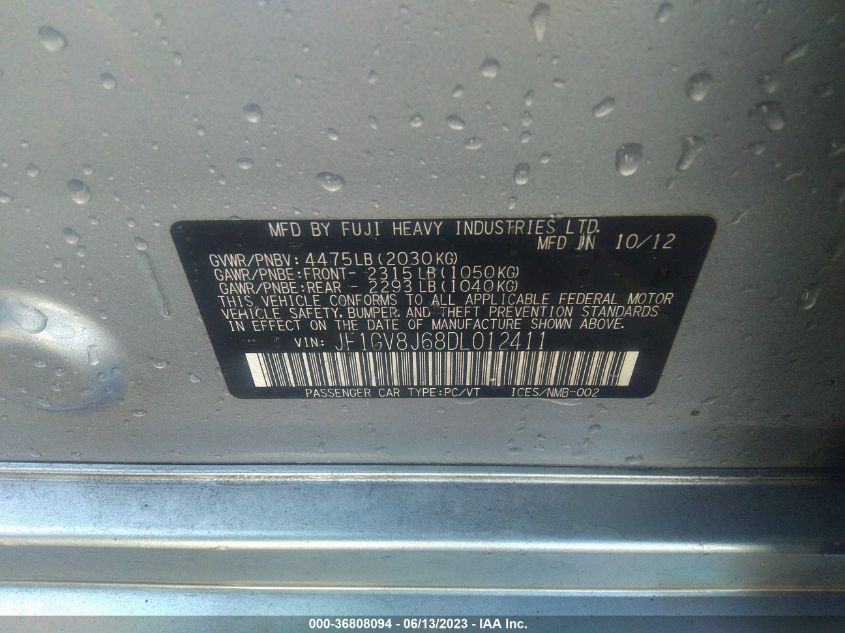 MFD BY FUJI HEAVY INDUSTRIES LTD.
MFD IN 10/12
GVWR/PNBV: 4475LB(2030KG)
GAWR/PNBE:FRONT- 2315LB(1050KG)
GAWR/PNBE:REAR - 2293LB(1040KG)
THIS VEHICLE CONFORMS TO ALL APPLICABLE FEDERAL MOTOR
VEHICLE SAFETY, BUMPER, AND THEFT PREVENTION STANDARDS
IN EFFECT ON THE DATE OF MANUFACTURE SHOWN ABOVE.
VIN: JF1GV8J68DL012411
PASSENGER CAR TYPE:PC/VT ICES/NMB-002
000-36808094 - 06/13/2023 - IAA Inc.